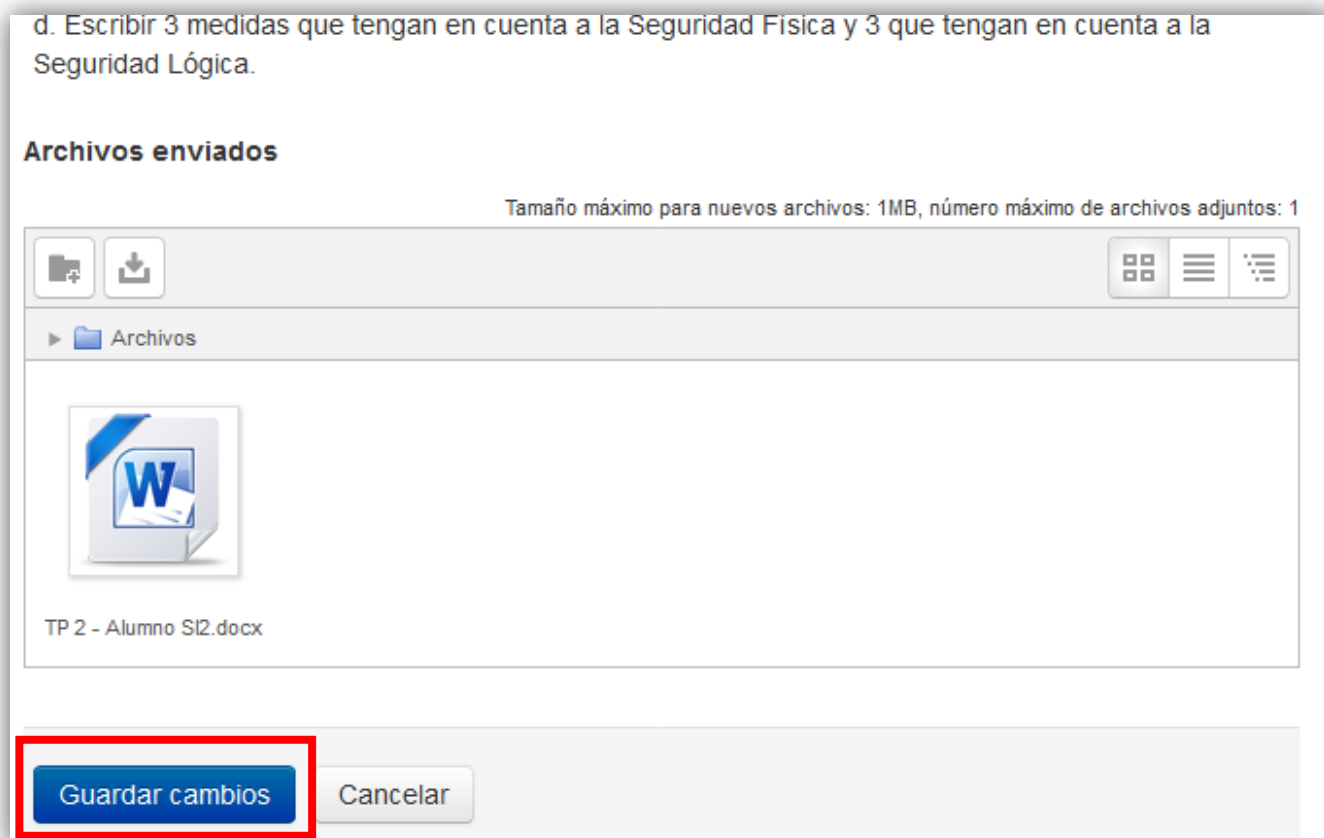 d. Escribir 3 medidas que tengan en cuenta a la Seguridad Física y 3 que tengan en cuenta a la
Seguridad Lógica.
Archivos enviados
Tamaño máximo para nuevos archivos: 1MB, número máximo de archivos adjuntos: 1
Archivos
W
TP 2 - Alumno SI2.docx
Guardar cambios
Cancelar